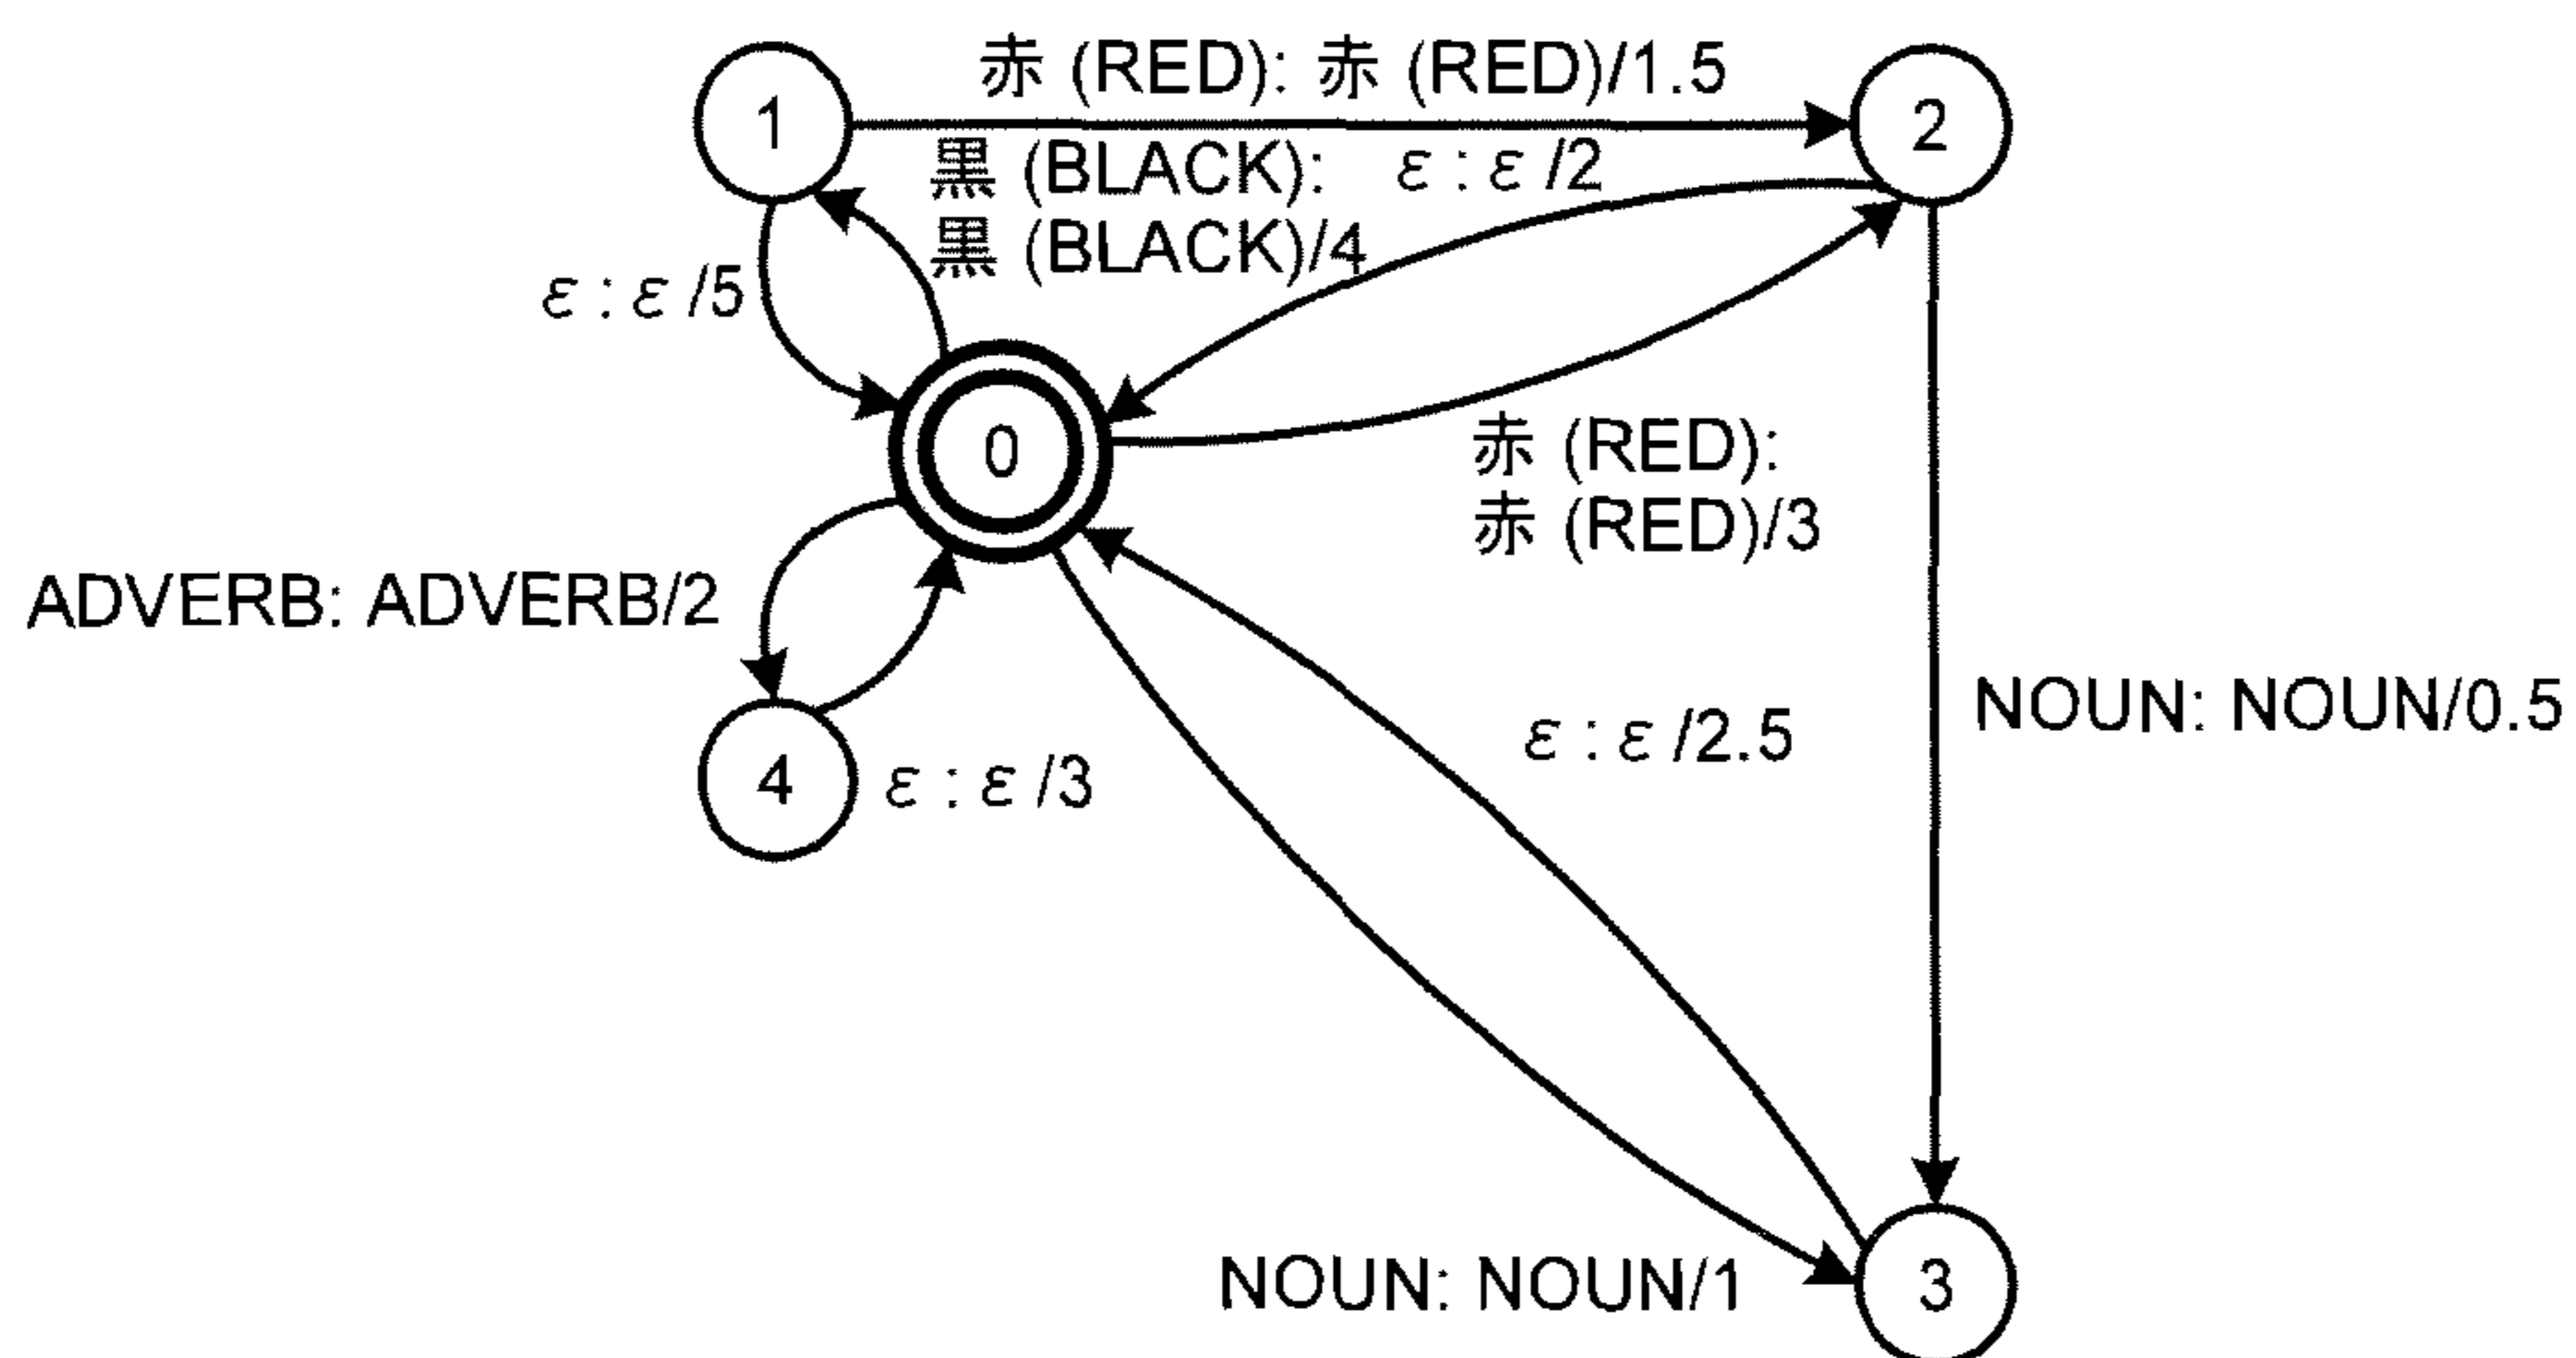 赤 (RED): 赤 (RED)/1.5
1
2
黒 (BLACK):
黒 (BLACK)/4
ε : ε /2
ε : ε /5
0
赤 (RED):
赤 (RED)/3
ADVERB: ADVERB/2
NOUN: NOUN/0.5
ε : ε /2.5
4
ε : ε /3
NOUN: NOUN/1
3